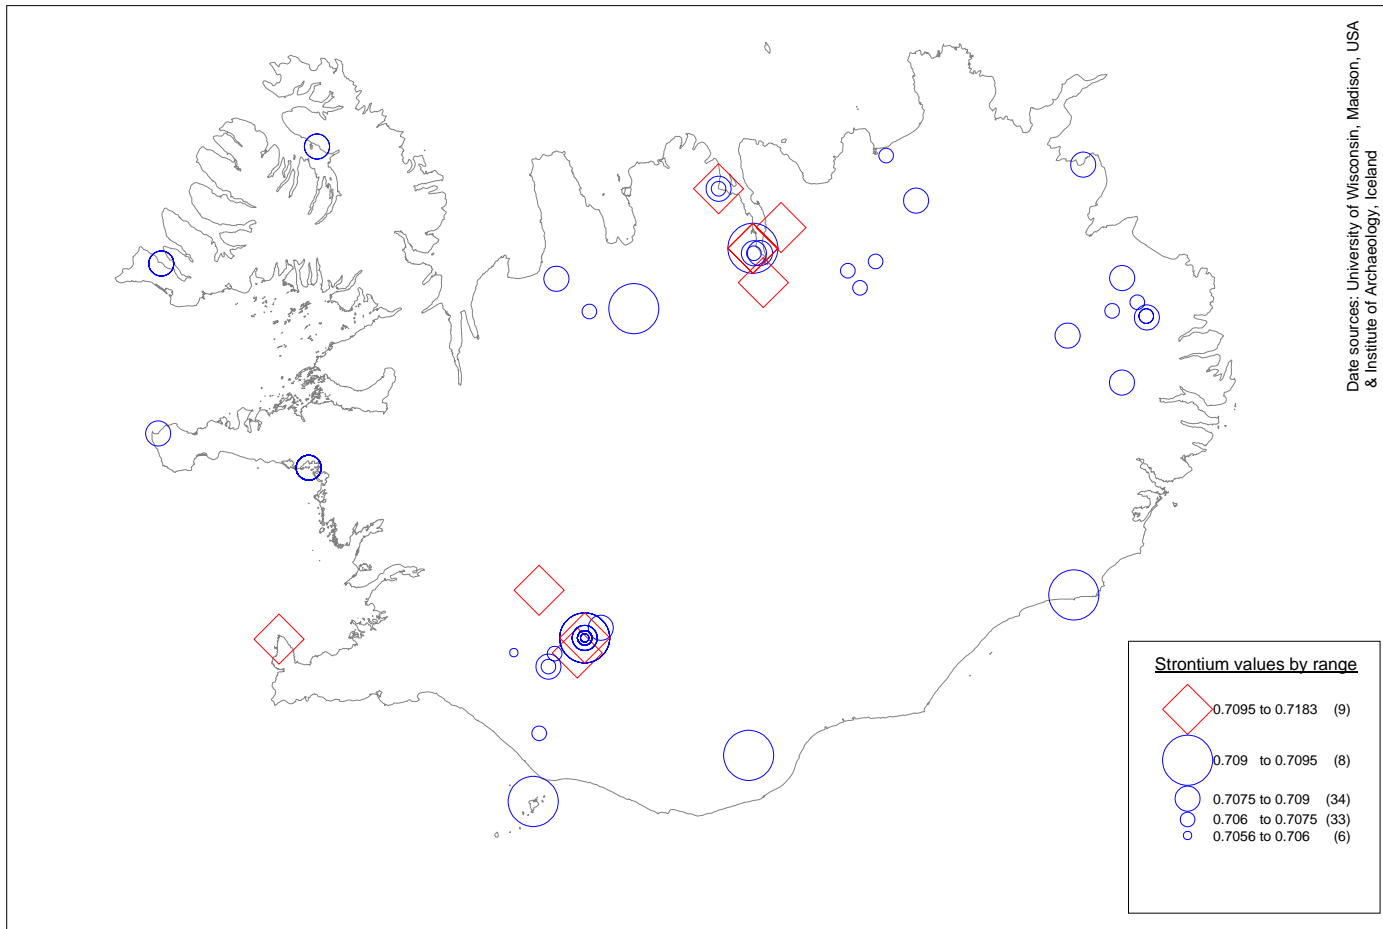 Date sources: University of Wisconsin, Madison, USA
& Institute of Archaeology, Iceland
Strontium values by range
0.7095 to 0.7183 (9)
0.709 to 0.7095 (8)
0.7075 to 0.709 (34)
0.706 to 0.7075 (33)
0.7056 to 0.706 (6)